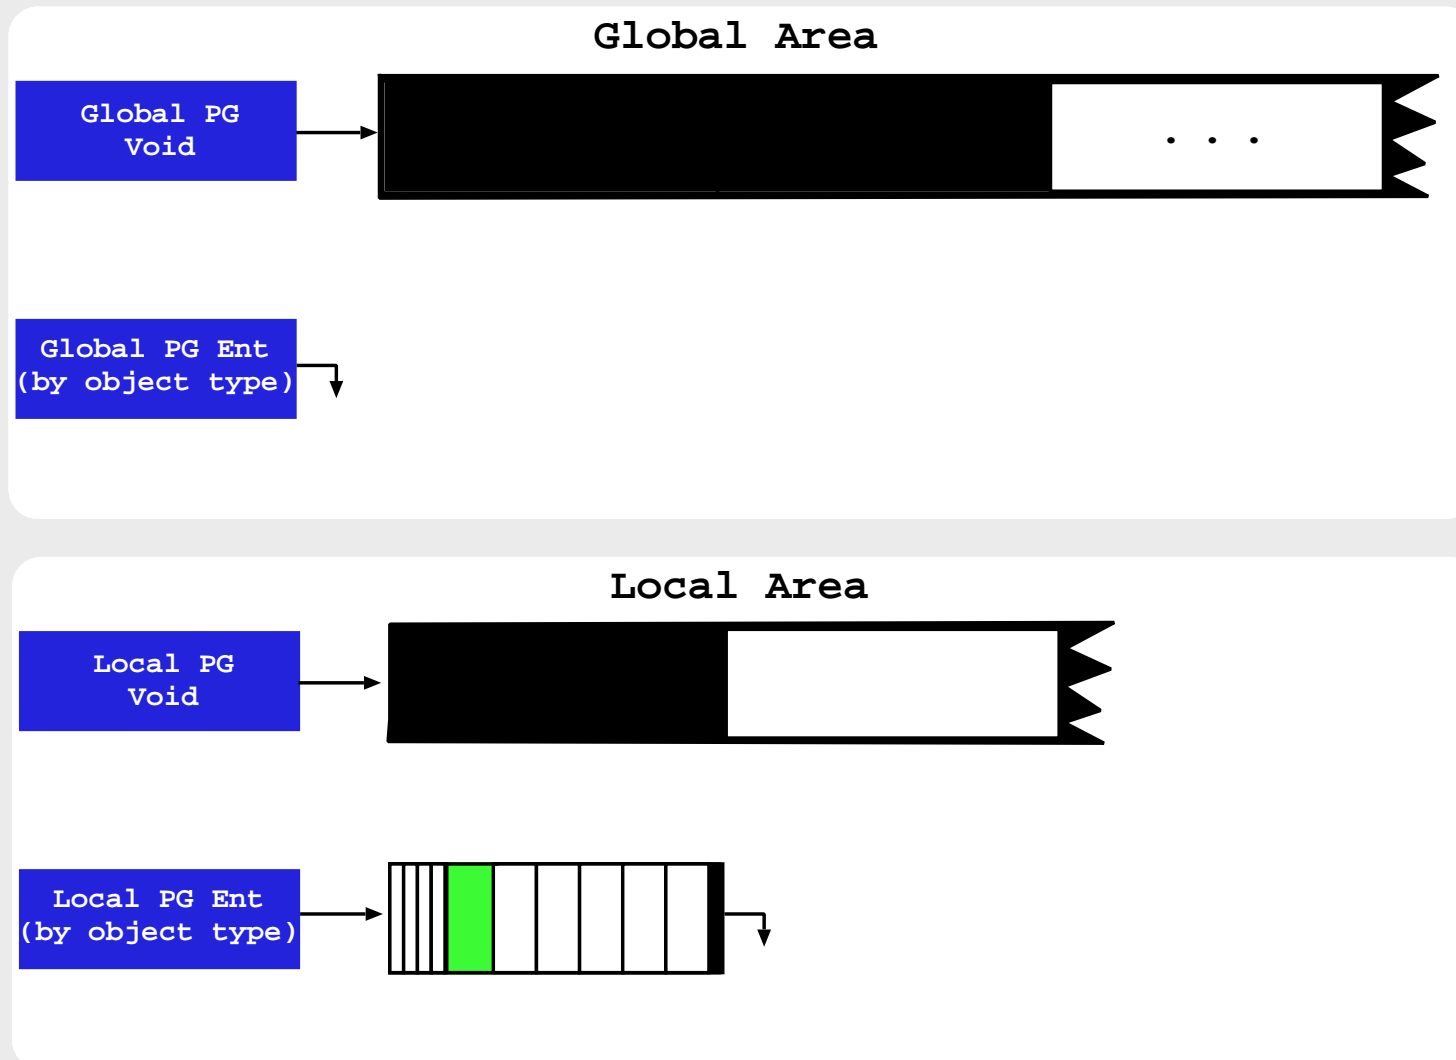 Global Area
Global PG
Void
. . .
Global PG Ent
(by object type)
Local Area
Local PG
Void
Local PG Ent
(by object type)